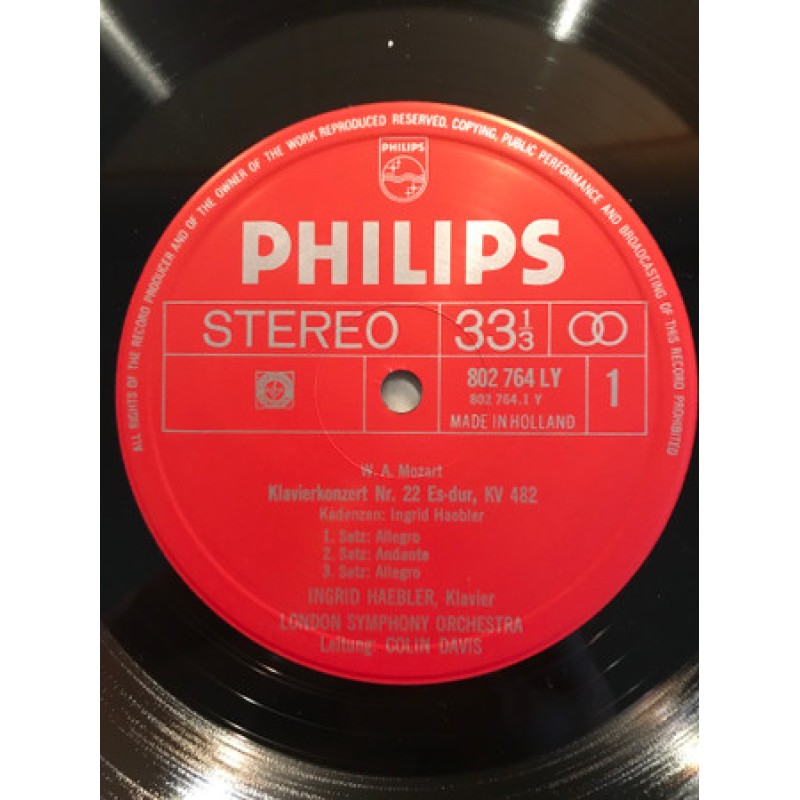 ALL RIGHTS OF THE RECORD PRODUCER AND OF THE OWNER OF THE WORK REPRODUCED RESERVED. COPYING, PUBLIC PERFORMANCE AND BROADCASTING OF THIS RECORD PROHIBITED
PHILIPS
PHILIPS
STEREO 33 1/3
802 764 LY 1
802 764.1 Y
MADE IN HOLLAND
W. A. Mozart
Klavierkonzert Nr. 22 Es-dur, KV 482
Kadenzen: Ingrid Haebler
1. Satz: Allegro
2. Satz: Andante
3. Satz: Allegro
INGRID HAEBLER, Klavier
LONDON SYMPHONY ORCHESTRA
Leitung: COLIN DAVIS